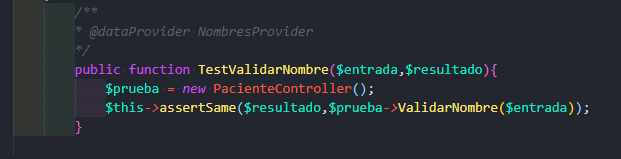 /**
* @dataProvider NombresProvider
*/
public function TestValidarNombre($entrada,$resultado){
$prueba = new PacienteController();
$this->assertSame($resultado,$prueba->ValidarNombre($entrada));
}